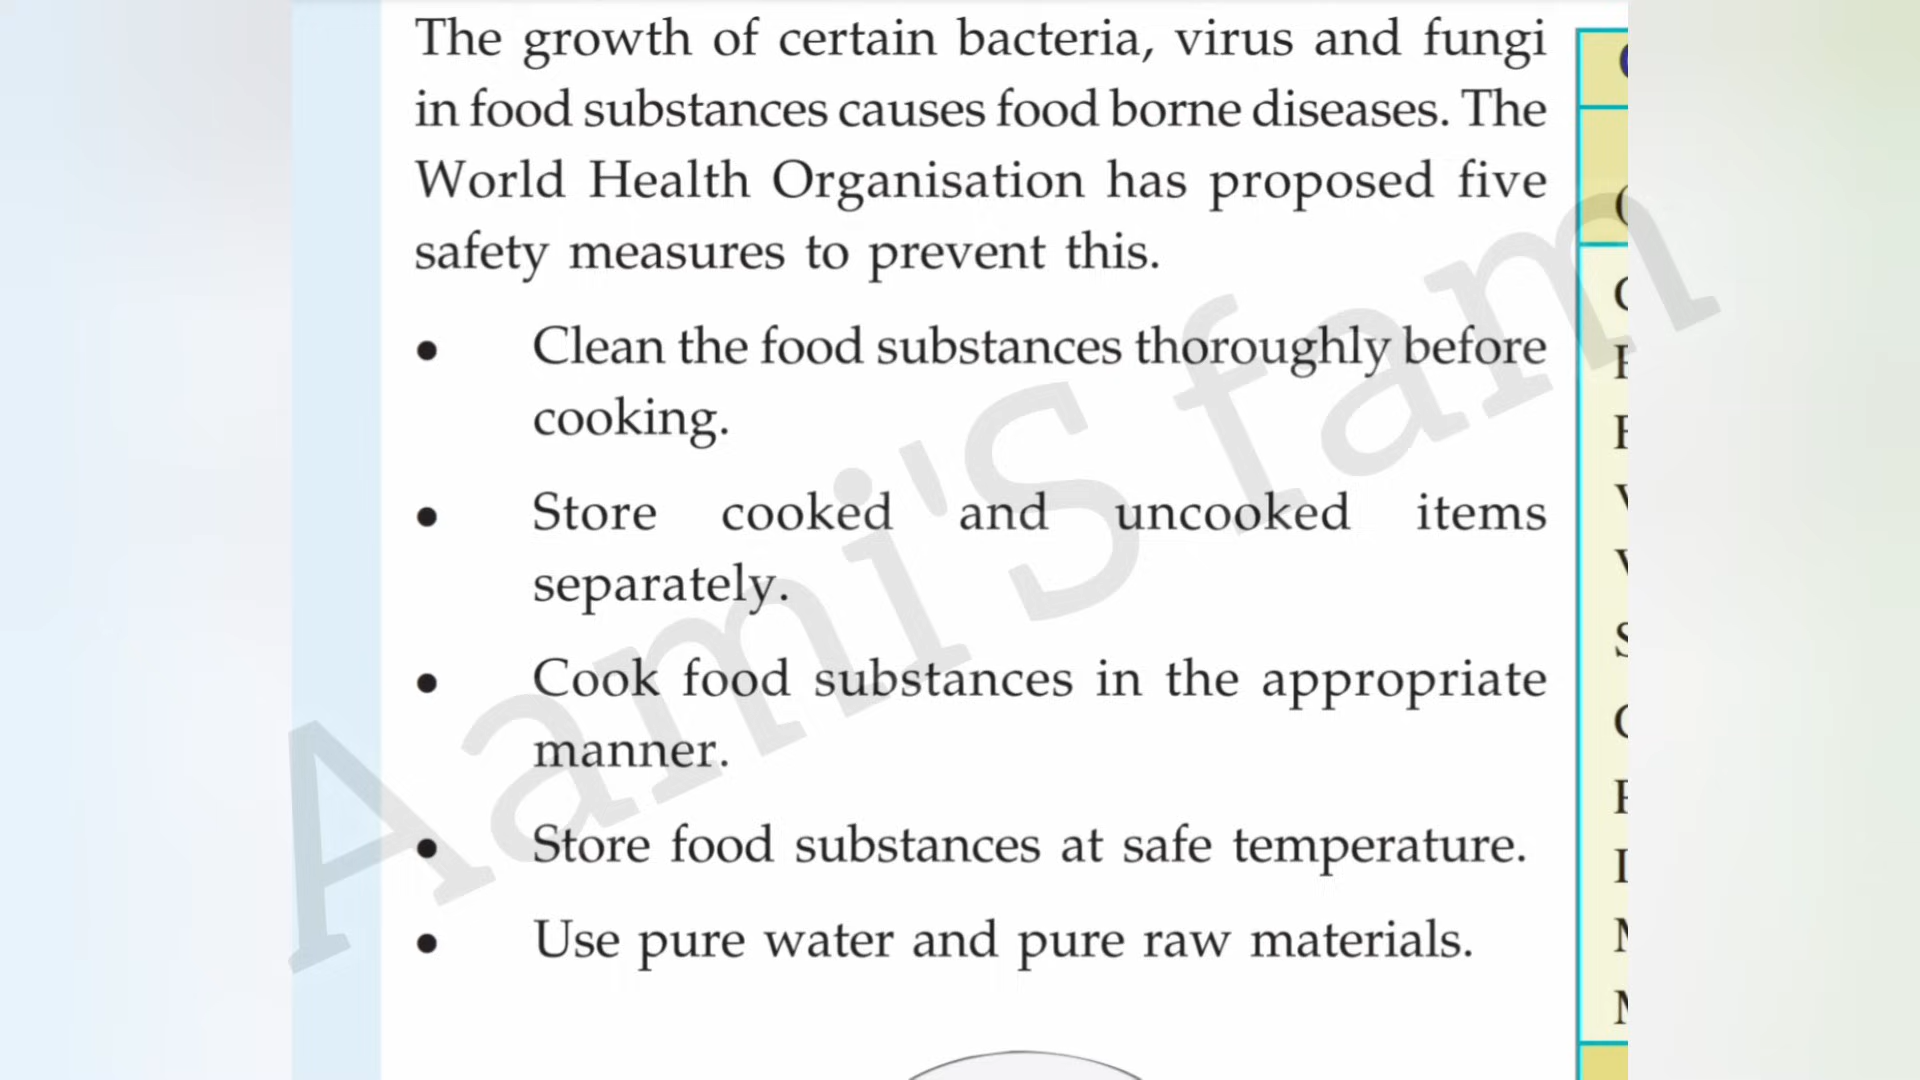 The growth of certain bacteria, virus and fungi
in food substances causes food borne diseases. The
World Health Organisation has proposed five
safety measures to prevent this.
● Clean the food substances thoroughly before
cooking.
● Store cooked and uncooked items
separately.
● Cook food substances in the appropriate
manner.
● Store food substances at safe temperature.
● Use pure water and pure raw materials.
Aami'S fam